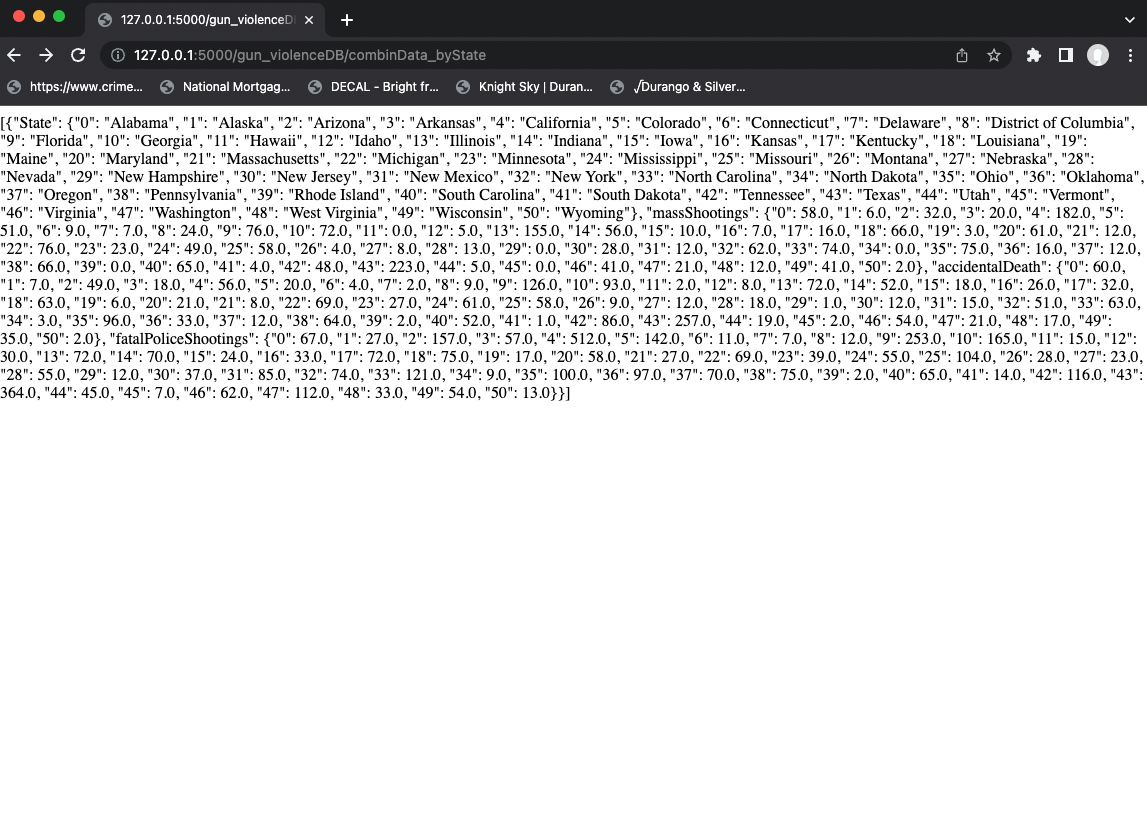 127.0.0.1:5000/gun_violenceD
127.0.0.1:5000/gun_violenceDB/combinData_byState
https://www.crime... National Mortgag... DECAL - Bright fr... Knight Sky | Duran... √Durango & Silver...
[{"State": {"0": "Alabama", "1": "Alaska", "2": "Arizona", "3": "Arkansas", "4": "California", "5": "Colorado", "6": "Connecticut", "7": "Delaware", "8": "District of Columbia",
"9": "Florida", "10": "Georgia", "11": "Hawaii", "12": "Idaho", "13": "Illinois", "14": "Indiana", "15": "Iowa", "16": "Kansas", "17": "Kentucky", "18": "Louisiana", "19":
"Maine", "20": "Maryland", "21": "Massachusetts", "22": "Michigan", "23": "Minnesota", "24": "Mississippi", "25": "Missouri", "26": "Montana", "27": "Nebraska", "28":
"Nevada", "29": "New Hampshire", "30": "New Jersey", "31": "New Mexico", "32": "New York", "33": "North Carolina", "34": "North Dakota", "35": "Ohio", "36": "Oklahoma",
"37": "Oregon", "38": "Pennsylvania", "39": "Rhode Island", "40": "South Carolina", "41": "South Dakota", "42": "Tennessee", "43": "Texas", "44": "Utah", "45": "Vermont",
"46": "Virginia", "47": "Washington", "48": "West Virginia", "49": "Wisconsin", "50": "Wyoming"}, "massShootings": {"0": 58.0, "1": 6.0, "2": 32.0, "3": 20.0, "4": 182.0, "5":
51.0, "6": 9.0, "7": 7.0, "8": 24.0, "9": 76.0, "10": 72.0, "11": 0.0, "12": 5.0, "13": 155.0, "14": 56.0, "15": 10.0, "16": 7.0, "17": 16.0, "18": 66.0, "19": 3.0, "20": 61.0, "21": 12.0,
"22": 76.0, "23": 23.0, "24": 49.0, "25": 58.0, "26": 4.0, "27": 8.0, "28": 13.0, "29": 0.0, "30": 28.0, "31": 12.0, "32": 62.0, "33": 74.0, "34": 0.0, "35": 75.0, "36": 16.0, "37": 12.0,
"38": 66.0, "39": 0.0, "40": 65.0, "41": 4.0, "42": 48.0, "43": 223.0, "44": 5.0, "45": 0.0, "46": 41.0, "47": 21.0, "48": 12.0, "49": 41.0, "50": 2.0}, "accidentalDeath": {"0": 60.0,
"1": 7.0, "2": 49.0, "3": 18.0, "4": 56.0, "5": 20.0, "6": 4.0, "7": 2.0, "8": 9.0, "9": 126.0, "10": 93.0, "11": 2.0, "12": 8.0, "13": 72.0, "14": 52.0, "15": 18.0, "16": 26.0, "17": 32.0,
"18": 63.0, "19": 6.0, "20": 21.0, "21": 8.0, "22": 69.0, "23": 27.0, "24": 61.0, "25": 58.0, "26": 9.0, "27": 12.0, "28": 18.0, "29": 1.0, "30": 12.0, "31": 15.0, "32": 51.0, "33": 63.0,
"34": 3.0, "35": 96.0, "36": 33.0, "37": 12.0, "38": 64.0, "39": 2.0, "40": 52.0, "41": 1.0, "42": 86.0, "43": 257.0, "44": 19.0, "45": 2.0, "46": 54.0, "47": 21.0, "48": 17.0, "49":
35.0, "50": 2.0}, "fatalPoliceShootings": {"0": 67.0, "1": 27.0, "2": 157.0, "3": 57.0, "4": 512.0, "5": 142.0, "6": 11.0, "7": 7.0, "8": 12.0, "9": 253.0, "10": 165.0, "11": 15.0, "12":
30.0, "13": 72.0, "14": 70.0, "15": 24.0, "16": 33.0, "17": 72.0, "18": 75.0, "19": 17.0, "20": 58.0, "21": 27.0, "22": 69.0, "23": 39.0, "24": 55.0, "25": 104.0, "26": 28.0, "27": 23.0,
"28": 55.0, "29": 12.0, "30": 37.0, "31": 85.0, "32": 74.0, "33": 121.0, "34": 9.0, "35": 100.0, "36": 97.0, "37": 70.0, "38": 75.0, "39": 2.0, "40": 65.0, "41": 14.0, "42": 116.0, "43":
364.0, "44": 45.0, "45": 7.0, "46": 62.0, "47": 112.0, "48": 33.0, "49": 54.0, "50": 13.0}}]